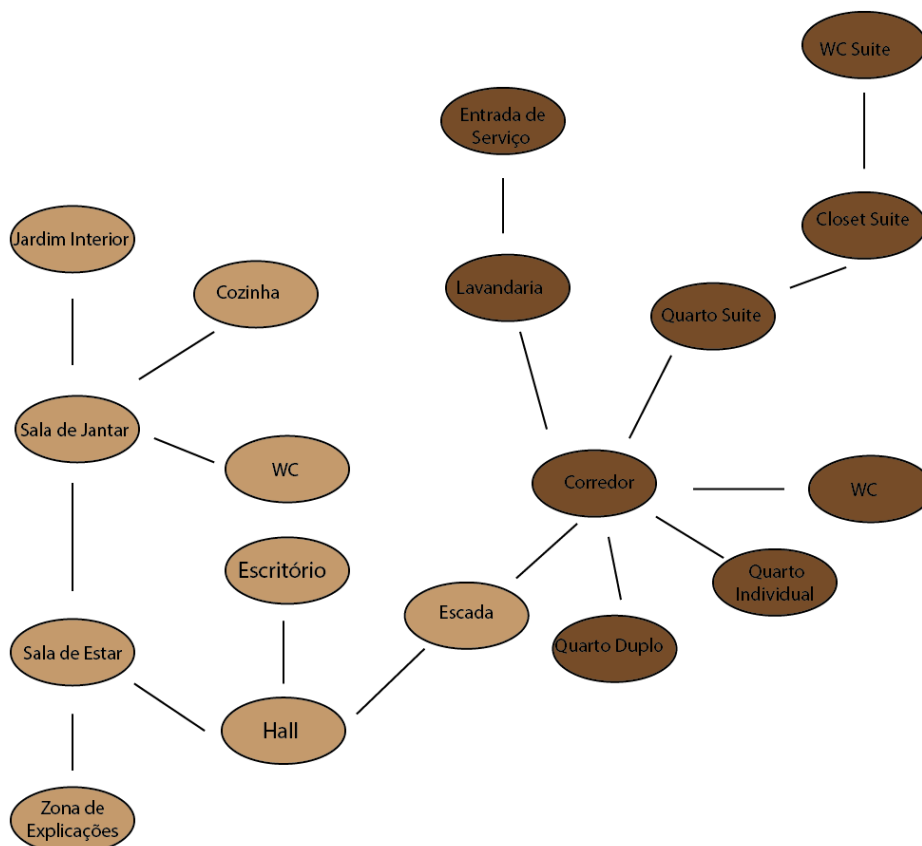 WC Suite
Entrada de
Serviço
Closet Suite
Jardim Interior
Cozinha
Lavandaria
Quarto Suite
Sala de Jantar
WC
Corredor
WC
Escritório
Quarto
Individual
Escada
Quarto Duplo
Sala de Estar
Hall
Zona de
Explicações